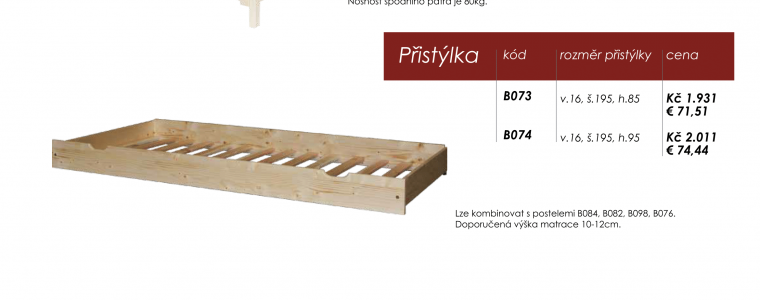 Nosnost spodního patra je 80kg.
Přistýlka kód rozměr přistýlky cena
B073 v.16, š.195, h.85 Kč 1.931
€ 71,51
B074 v.16, š.195, h.95 Kč 2.011
€ 74,44
Lze kombinovat s postelemi B084, B082, B098, B076.
Doporučená výška matrace 10-12cm.